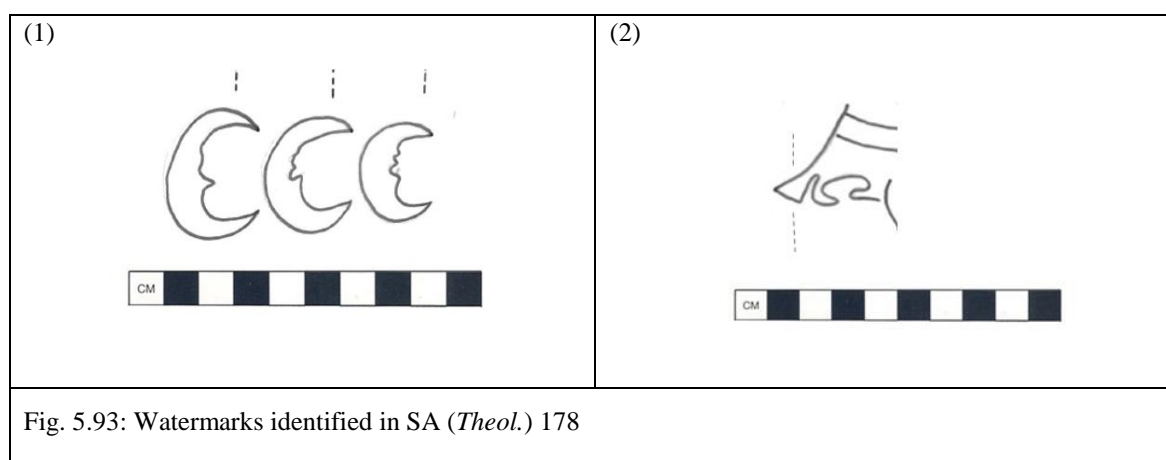 (1)
(2)
CM
CM
Fig. 5.93: Watermarks identified in SA (Theol.) 178